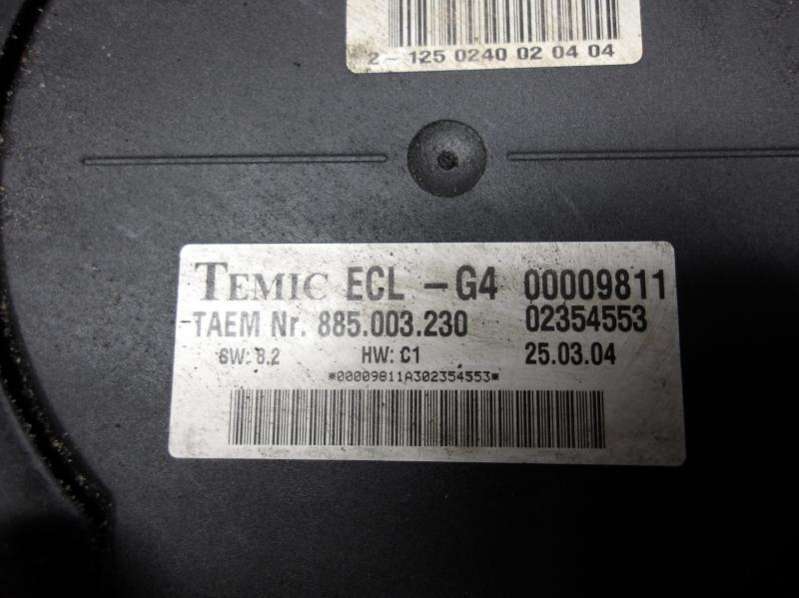 2-125 0240 02 04 04
TEMIC ECL -G4 00009811
TAEM Nr. 885.003.230 02354553
SW: 8.2 HW: C1 25.03.04
*00009811A302354553*